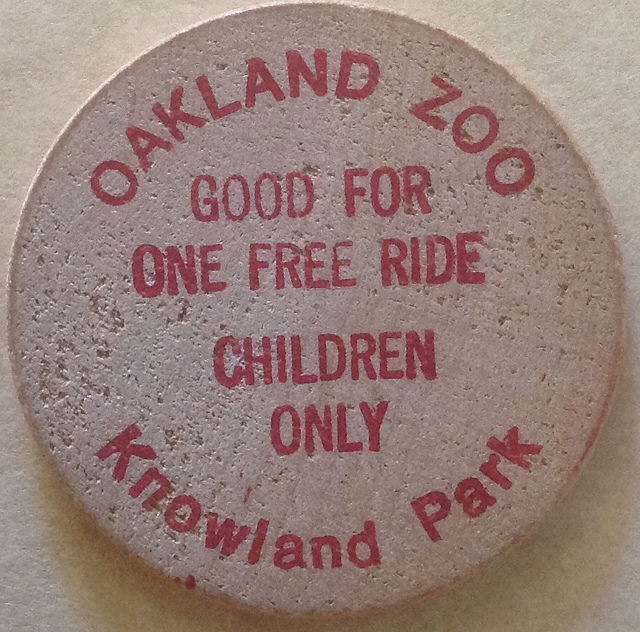 OAKLAND ZOO
GOOD FOR
ONE FREE RIDE
CHILDREN
ONLY
Knowland Park